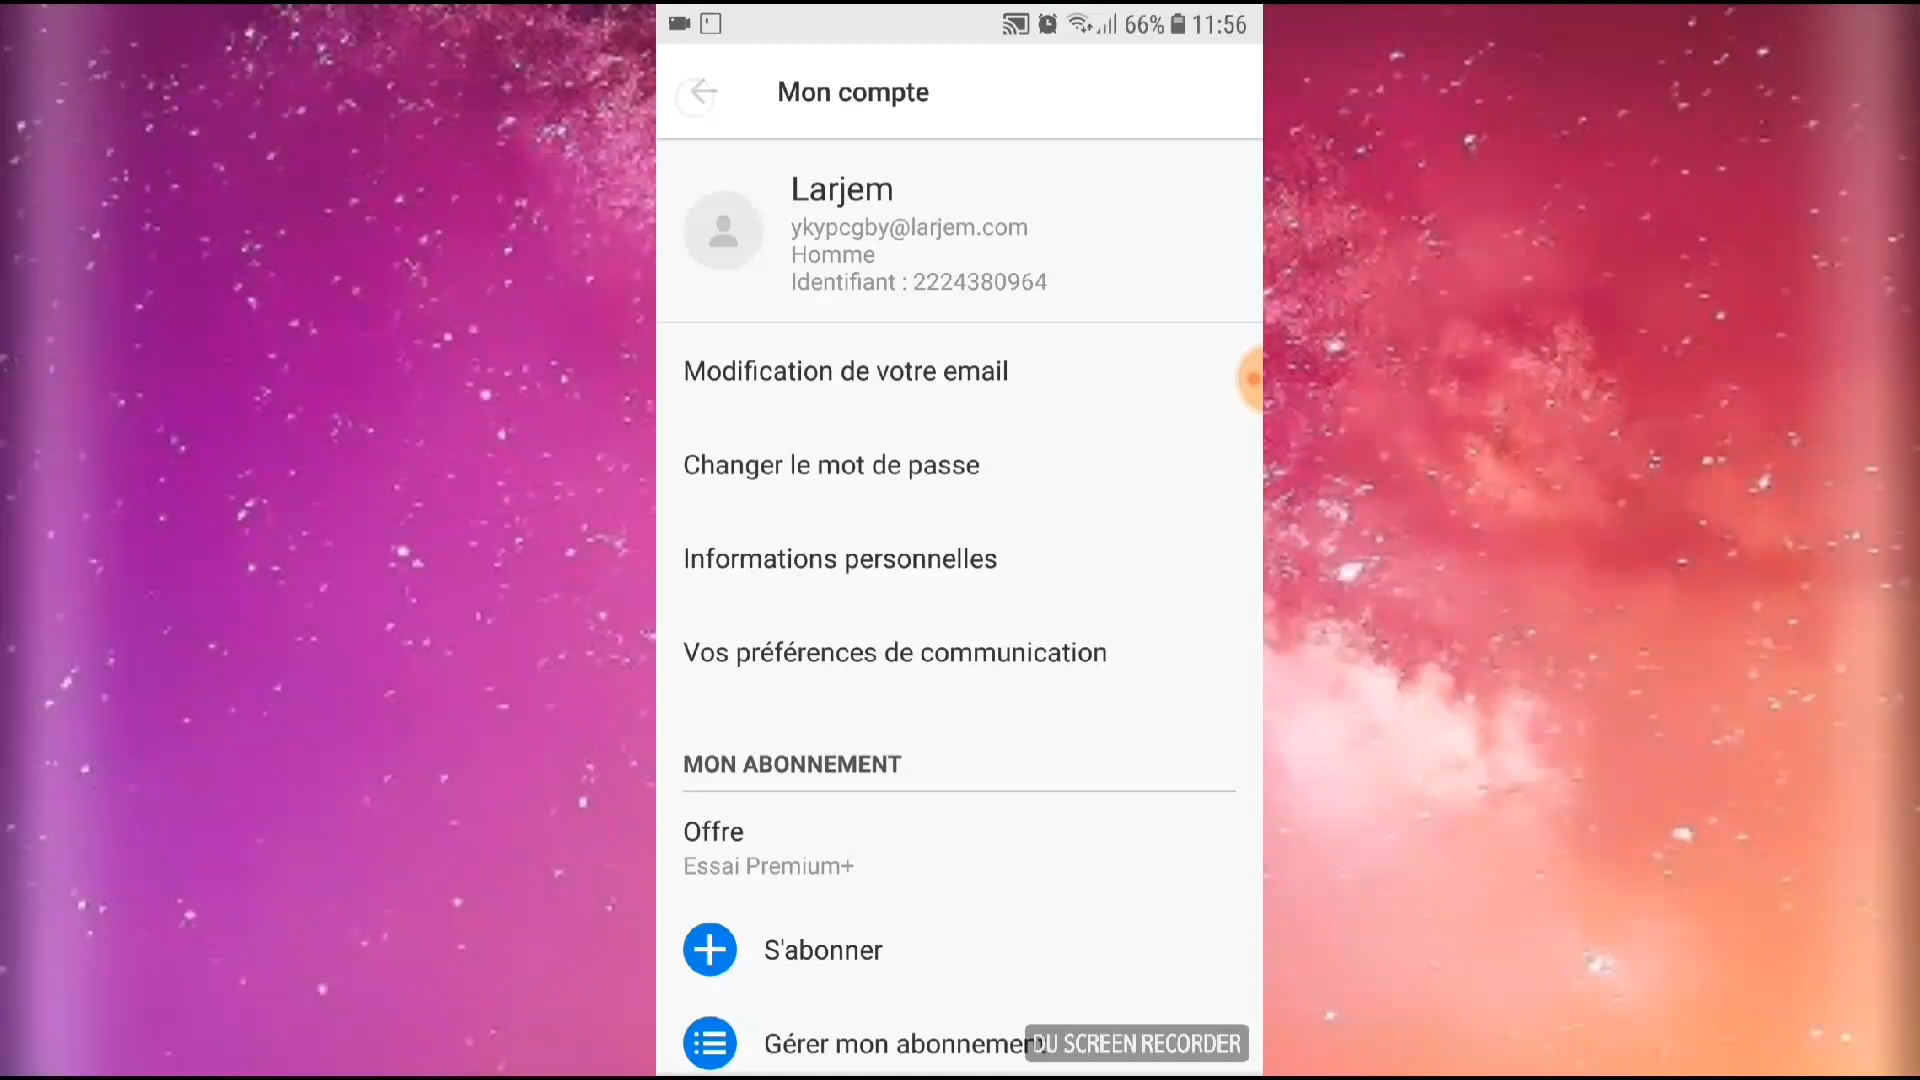 66% 11:56
Mon compte
Larjem
ykypcgby@larjem.com
Homme
Identifiant : 2224380964
Modification de votre email
Changer le mot de passe
Informations personnelles
Vos préférences de communication
MON ABONNEMENT
Offre
Essai Premium+
S'abonner
Gérer mon abonnement
DU SCREEN RECORDER